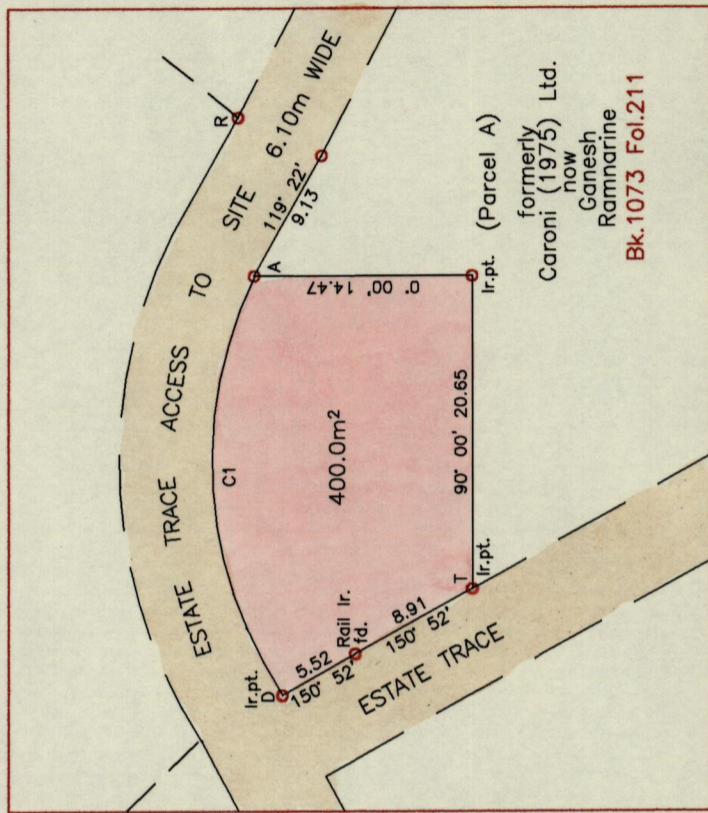 ESTATE TRACE ACCESS TO SITE 6.10m WIDE
R
119° 22'
9.13
A
C1
0° 00' 14.47
400.0m²
Ir.pt.
D
5.52
150° 52'
Rail Ir.
fd.
8.91
150° 52'
T
Ir.pt.
90° 00' 20.65
Ir.pt.
ESTATE TRACE
(Parcel A)
formerly
Caroni (1975) Ltd.
now
Ganesh
Ramnarine
Bk.1073 Fol.211